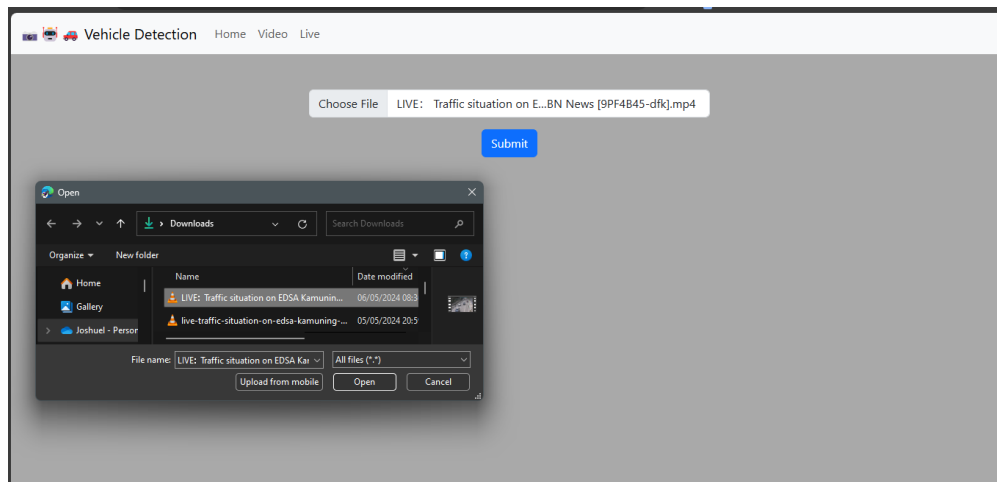 Vehicle Detection Home Video Live
Choose File LIVE: Traffic situation on E...BN News [9PF4B45-dfk].mp4
Submit
Open
Downloads
Search Downloads
Organize New folder
Name Date modified
Home
Gallery
Joshuel - Person
LIVE: Traffic situation on EDSA Kamunin... 06/05/2024 08:3
live-traffic-situation-on-edsa-kamuning-... 05/05/2024 20:5
File name: LIVE: Traffic situation on EDSA Kar All files (*.*)
Upload from mobile Open Cancel